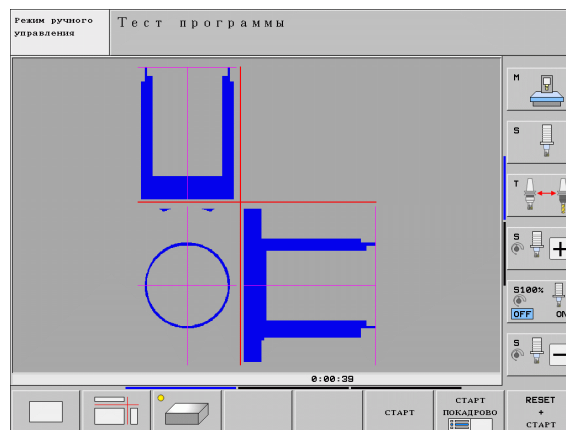 Режим ручного
управления
Тест программы
M
S
T
S
S100%
OFF ON
S
0:00:39
СТАРТ
СТАРТ
ПОКАДРОВО
RESET
+
СТАРТ